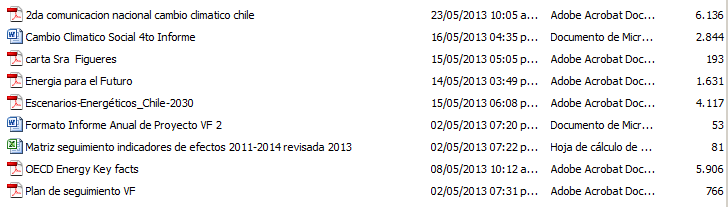 2da comunicacion nacional cambio climatico chile 23/05/2013 10:05 a... Adobe Acrobat Doc... 6.136
Cambio Climatico Social 4to Informe 16/05/2013 04:35 p... Documento de Micr... 2.844
carta Sra Figueres 15/05/2013 05:05 p... Adobe Acrobat Doc... 193
Energia para el Futuro 14/05/2013 03:49 p... Adobe Acrobat Doc... 1.631
Escenarios-Energéticos_Chile-2030 15/05/2013 06:08 p... Adobe Acrobat Doc... 4.117
Formato Informe Anual de Proyecto VF 2 02/05/2013 07:20 p... Documento de Micr... 53
Matriz seguimiento indicadores de efectos 2011-2014 revisada 2013 02/05/2013 07:22 p... Hoja de cálculo de ... 81
OECD Energy Key facts 08/05/2013 10:12 a... Adobe Acrobat Doc... 5.906
Plan de seguimiento VF 02/05/2013 07:31 p... Adobe Acrobat Doc... 766